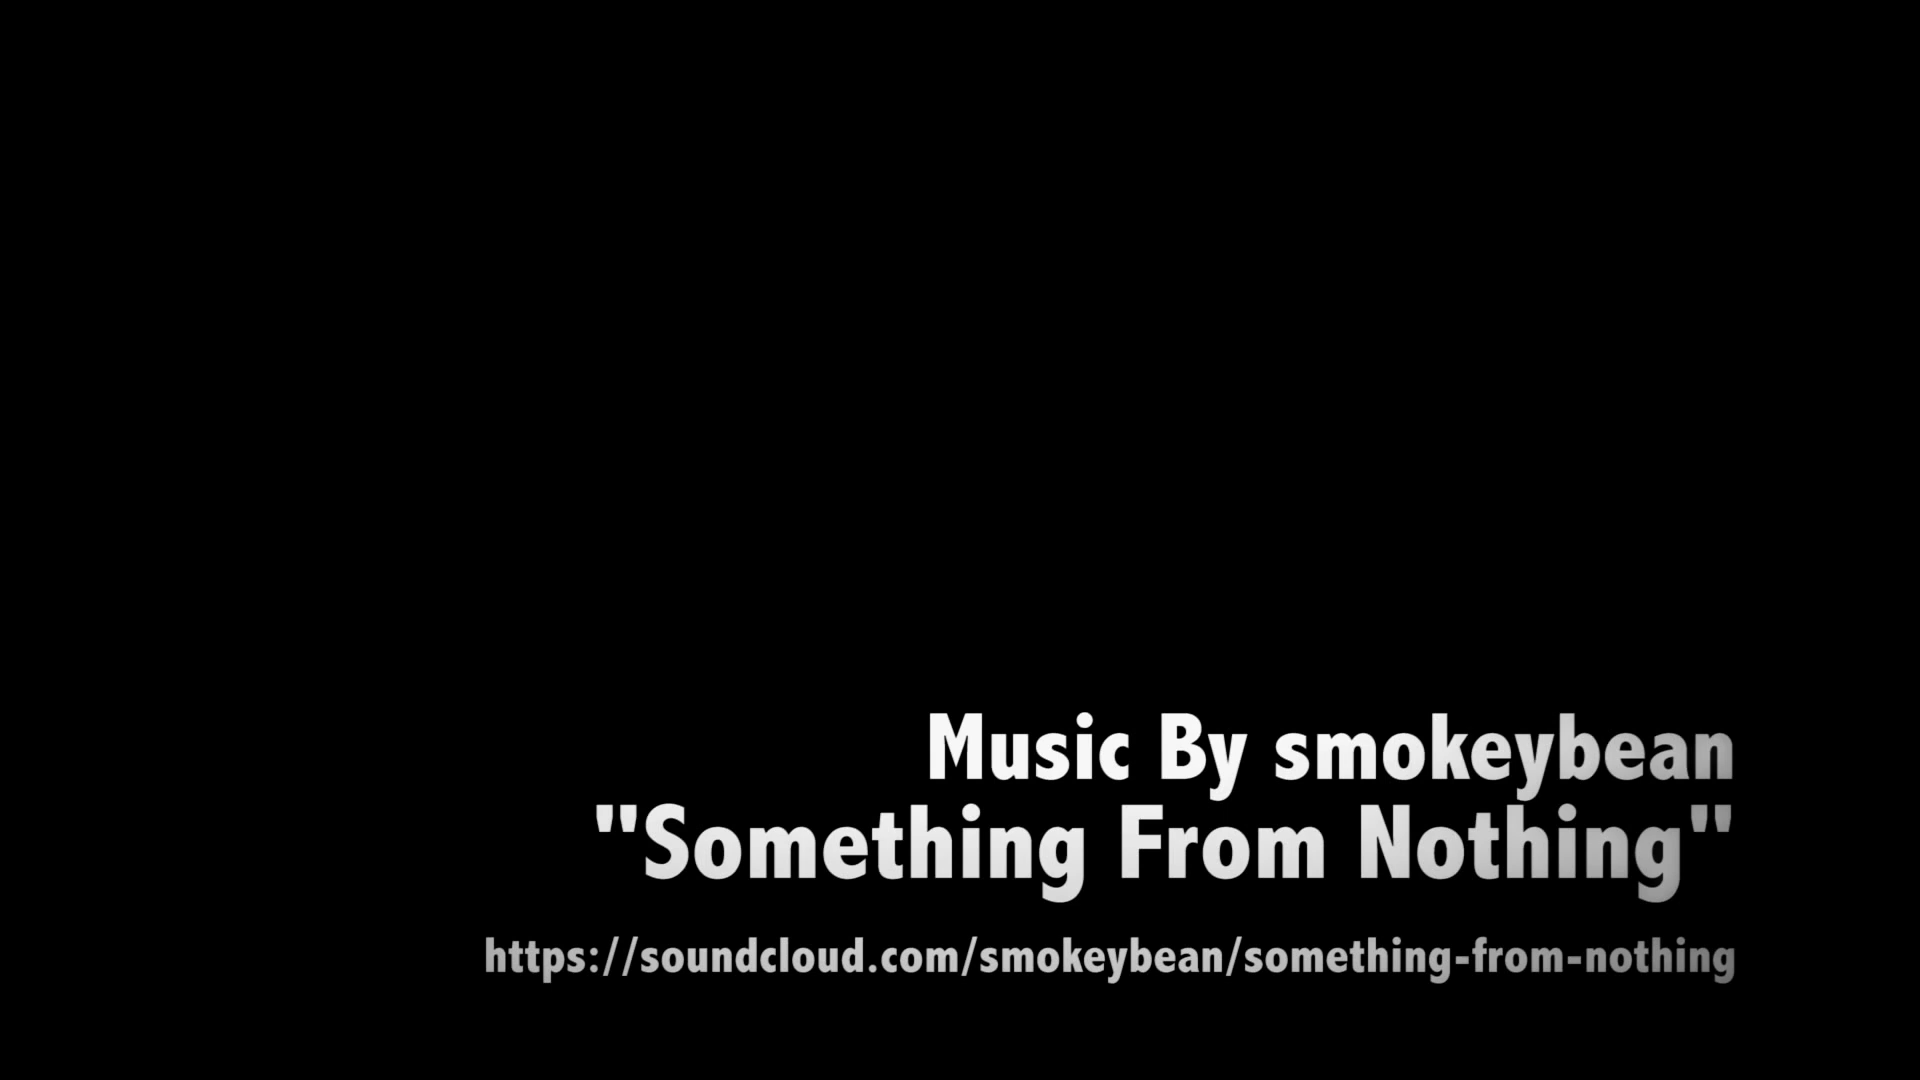 Music By smokeybean
"Something From Nothing"
https://soundcloud.com/smokeybean/something-from-nothing